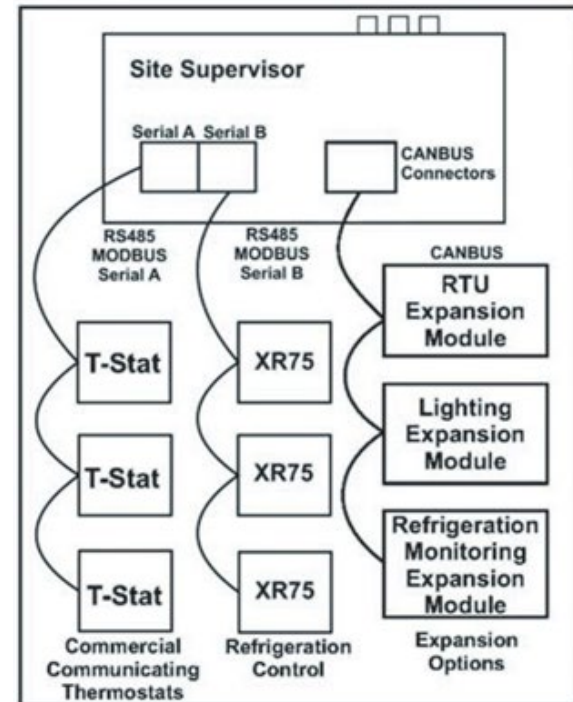 Site Supervisor
Serial A Serial B
CANBUS
Connectors
RS485
MODBUS
Serial A
RS485
MODBUS
Serial B
CANBUS
RTU
Expansion
Module
T-Stat
XR75
Lighting
Expansion
Module
T-Stat
XR75
Refrigeration
Monitoring
Expansion
Module
T-Stat
XR75
Commercial
Communicating
Thermostats
Refrigeration
Control
Expansion
Options